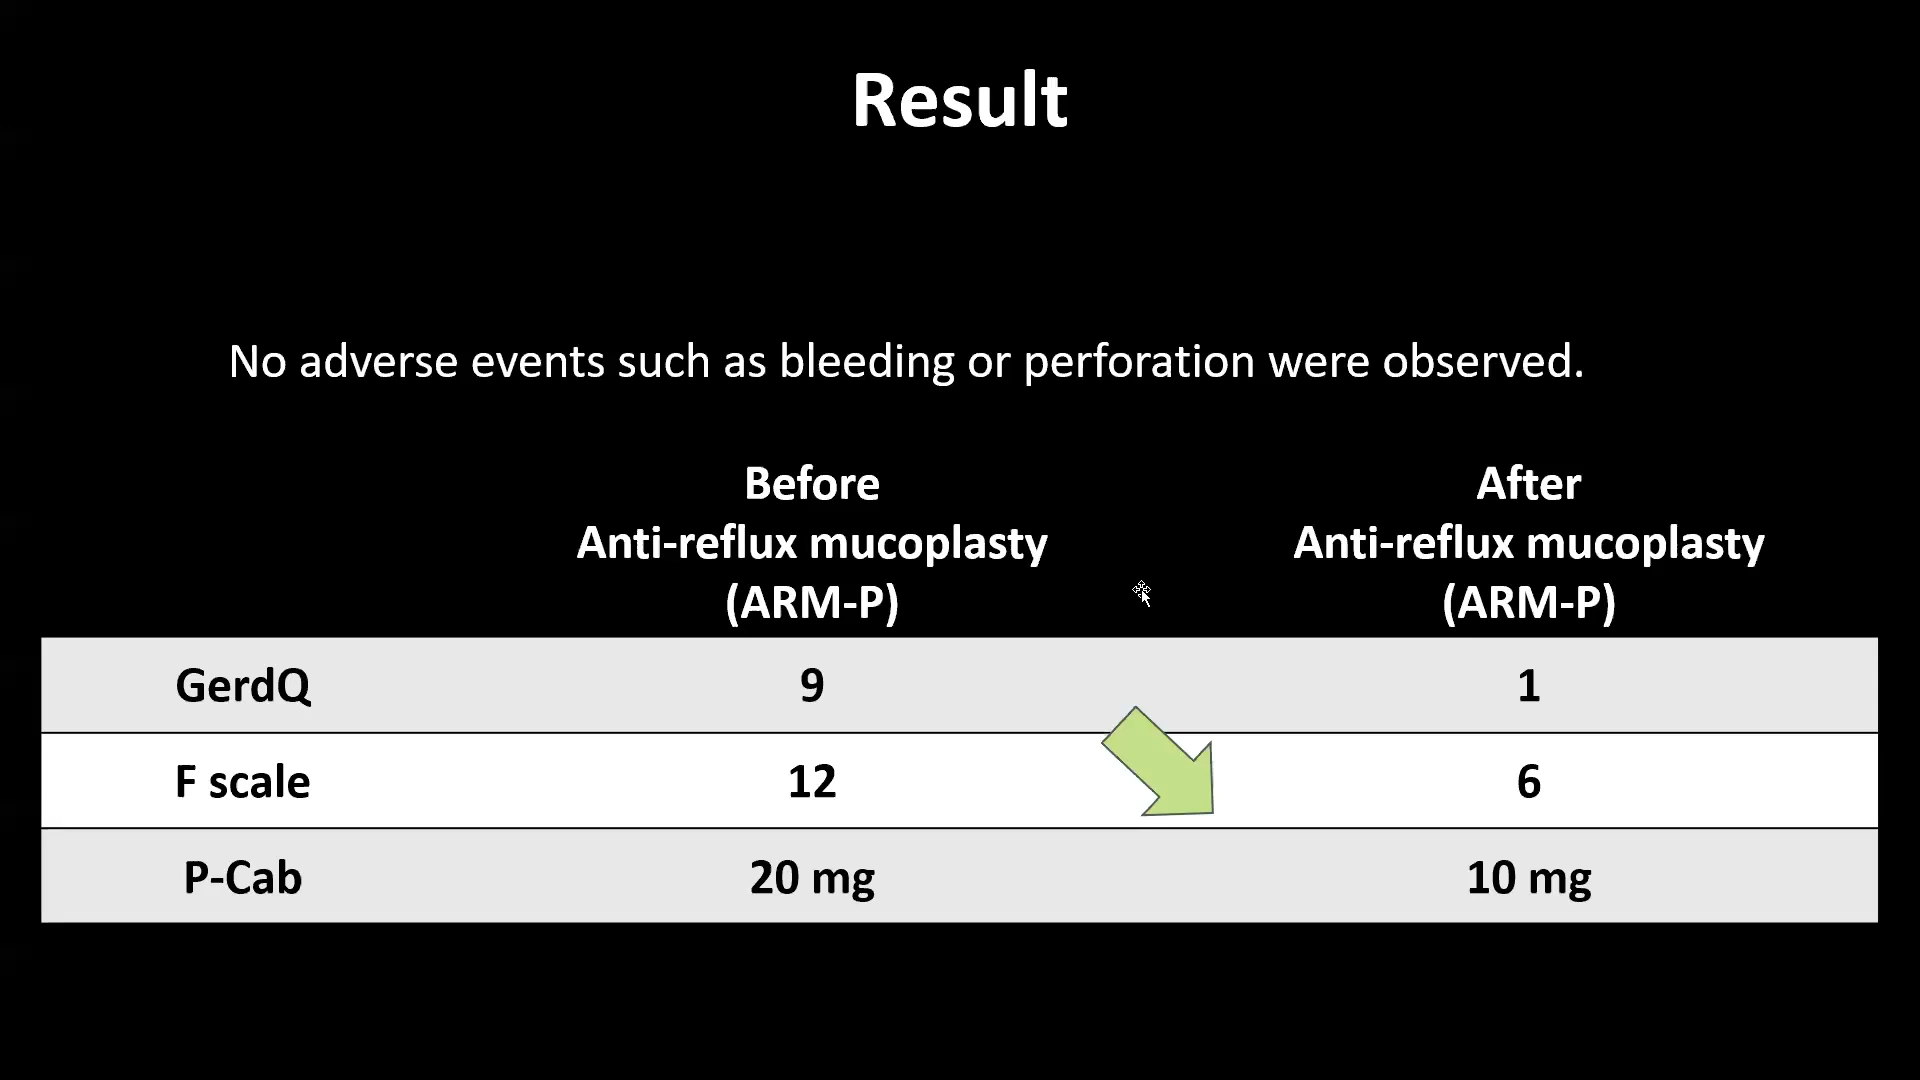 Result
No adverse events such as bleeding or perforation were observed.
Before
Anti-reflux mucoplasty
(ARM-P)
After
Anti-reflux mucoplasty
(ARM-P)
GerdQ 9 1
F scale 12 6
P-Cab 20 mg 10 mg